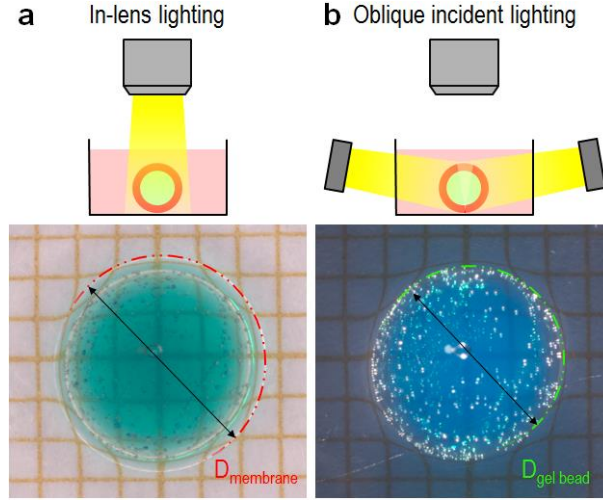 a In-lens lighting
b Oblique incident lighting
Dmembrane
Dgel bead